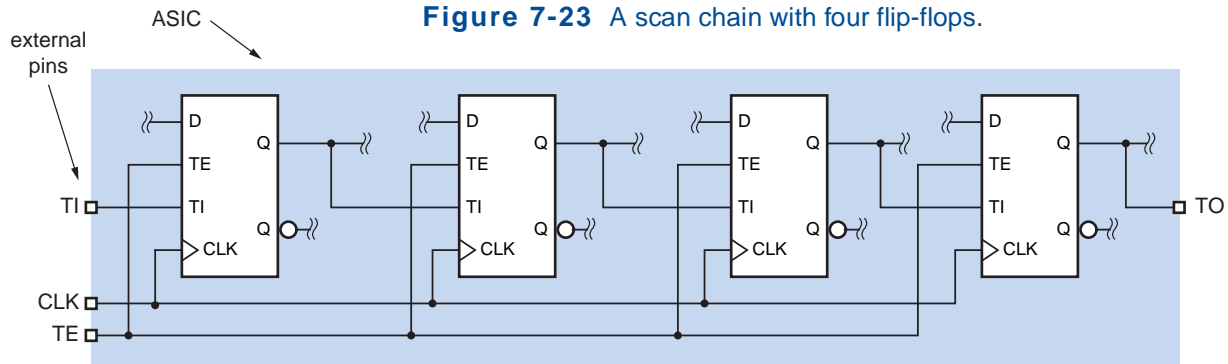 Figure 7-23 A scan chain with four flip-flops.
ASIC
external
pins
D
Q
TE
TI
Q
CLK
D
Q
TE
TI
Q
CLK
D
Q
TE
TI
Q
CLK
D
Q
TE
TI
Q
CLK
TI
TO
CLK
TE